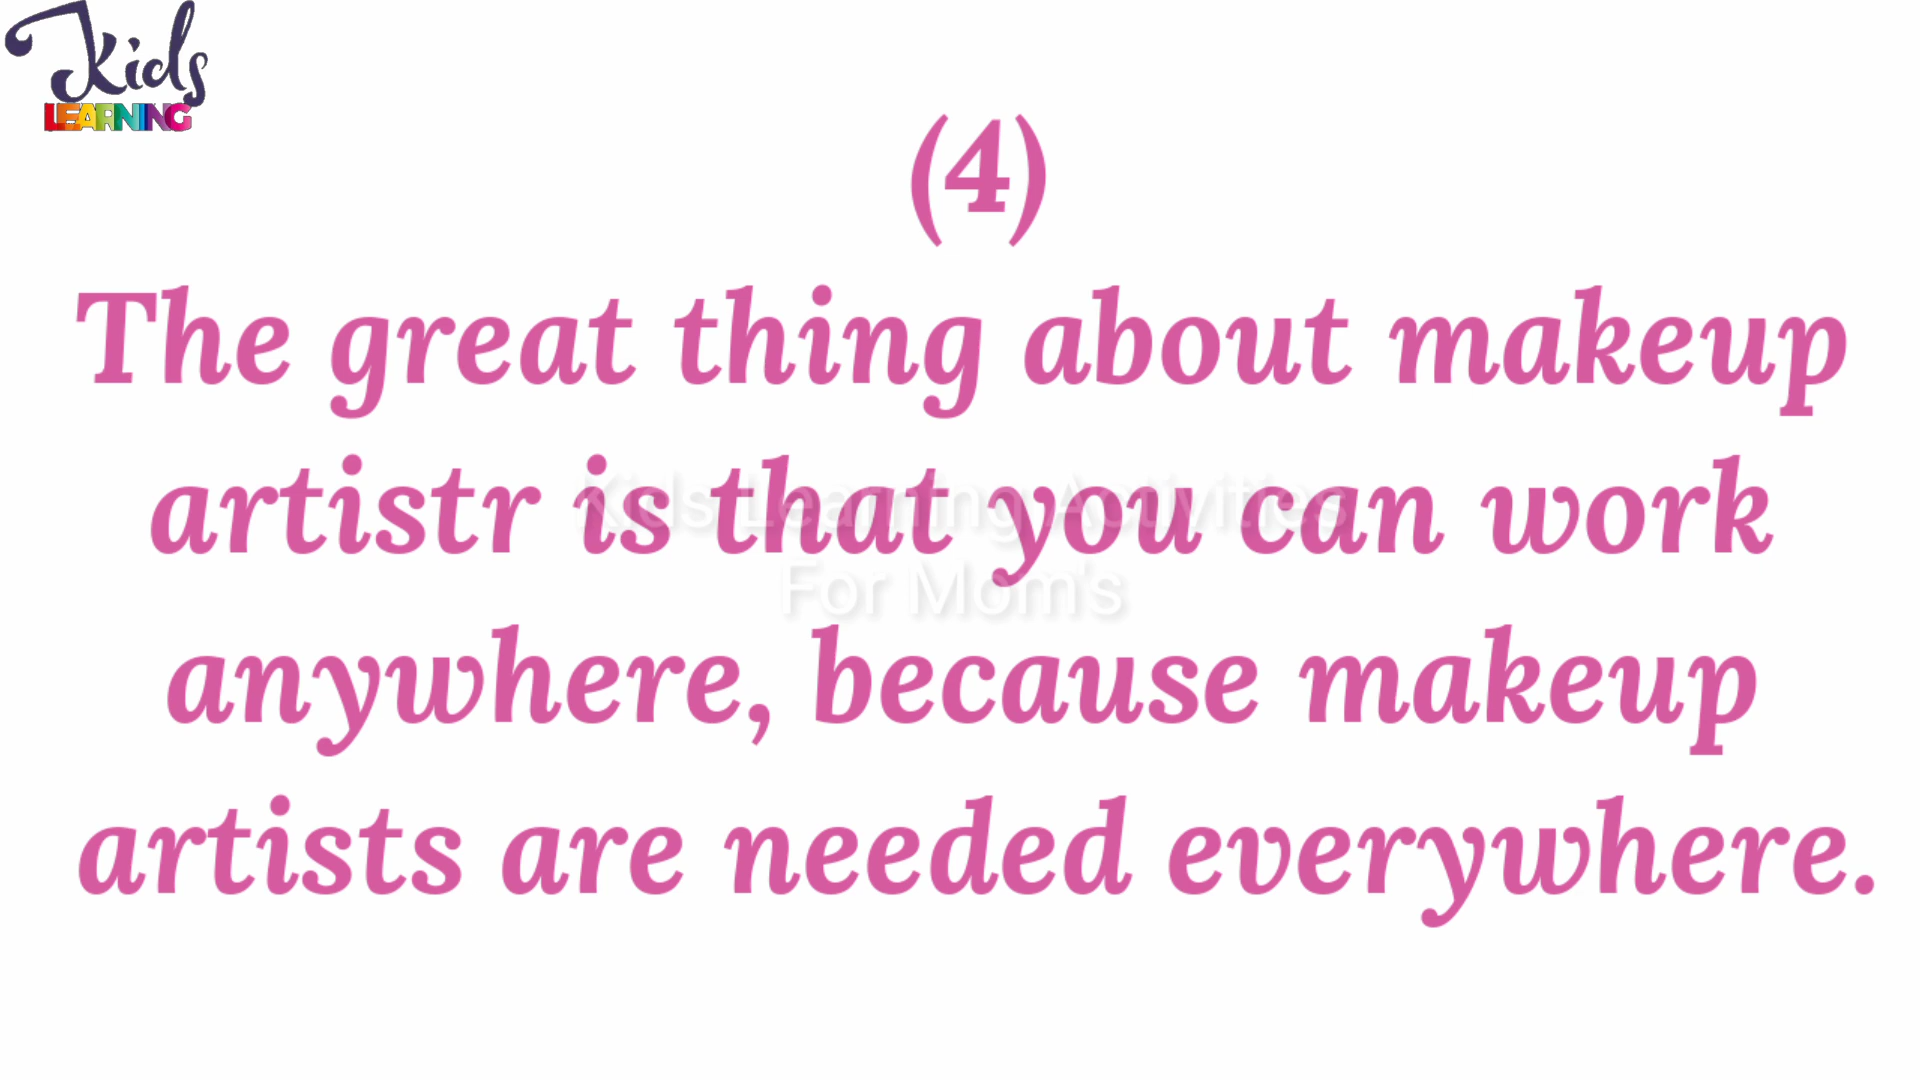 Kids
LEARNING
(4)
The great thing about makeup
artistr is that you can work
Kids Learning Activities
For Mom's
anywhere, because makeup
artists are needed everywhere.